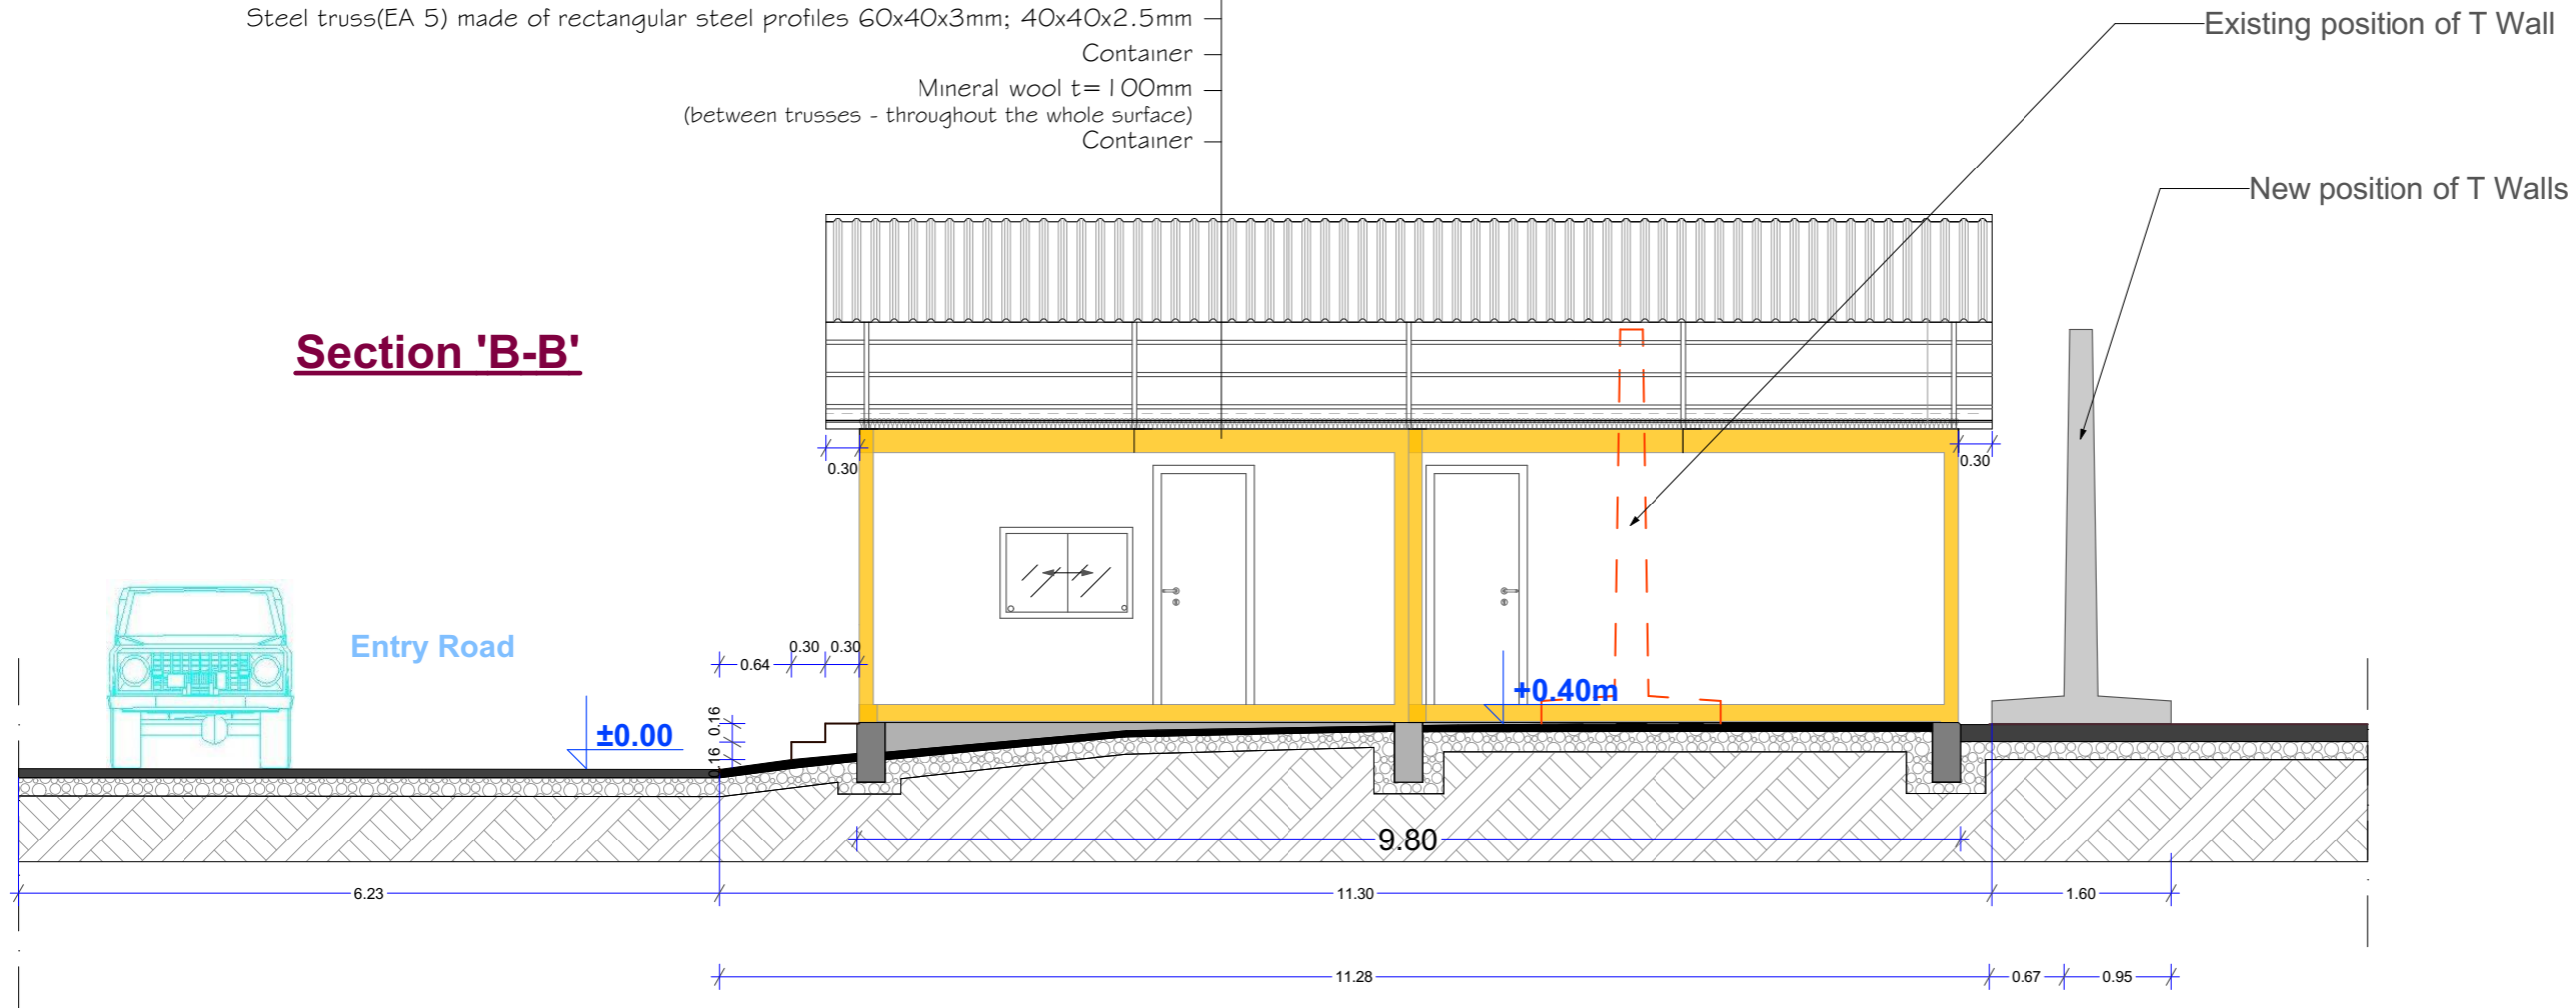 Steel truss(EA 5) made of rectangular steel profiles 60x40x3mm; 40x40x2.5mm
Container
Mineral wool t=100mm
(between trusses - throughout the whole surface)
Container
Existing position of T Wall
New position of T Walls
Section 'B-B'
0.30
0.30
Entry Road
0.64
0.30
0.30
±0.00
0.16
0.16
+0.40m
9.80
6.23
11.30
1.60
11.28
0.67
0.95